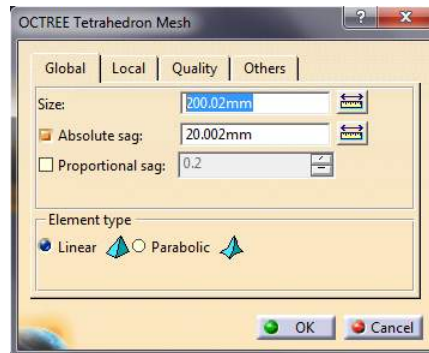 OCTREE Tetrahedron Mesh
Global Local Quality Others
Size: 200.02mm
Absolute sag: 20.002mm
Proportional sag: 0.2
Element type
Linear Parabolic
OK Cancel